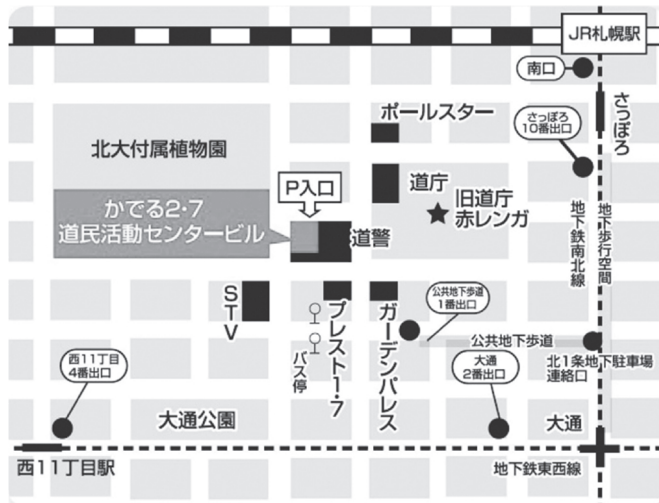 JR札幌駅
南口
さっぽろ
さっぽろ
10番出口
ポールスター
北大付属植物園
P入口
道庁
旧道庁
赤レンガ
かでる2・7
道民活動センタービル
道警
地下鉄南北線
地下歩行空間
STV
プレスト1・7
バス停
ガーデンパレス
公共地下歩道
1番出口
公共地下歩道
北1条地下駐車場
連絡口
西11丁目
4番出口
大通
2番出口
大通公園
大通
西11丁目駅
地下鉄東西線